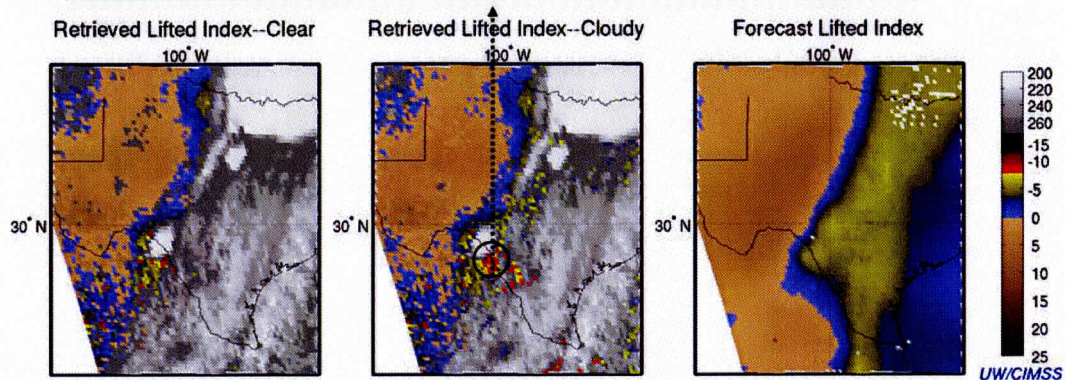 Retrieved Lifted Index--Clear
100° W
30° N
Retrieved Lifted Index--Cloudy
100° W
30° N
Forecast Lifted Index
100° W
30° N
200
220
240
260
-15
-10
-5
0
5
10
15
20
25
UW/CIMSS